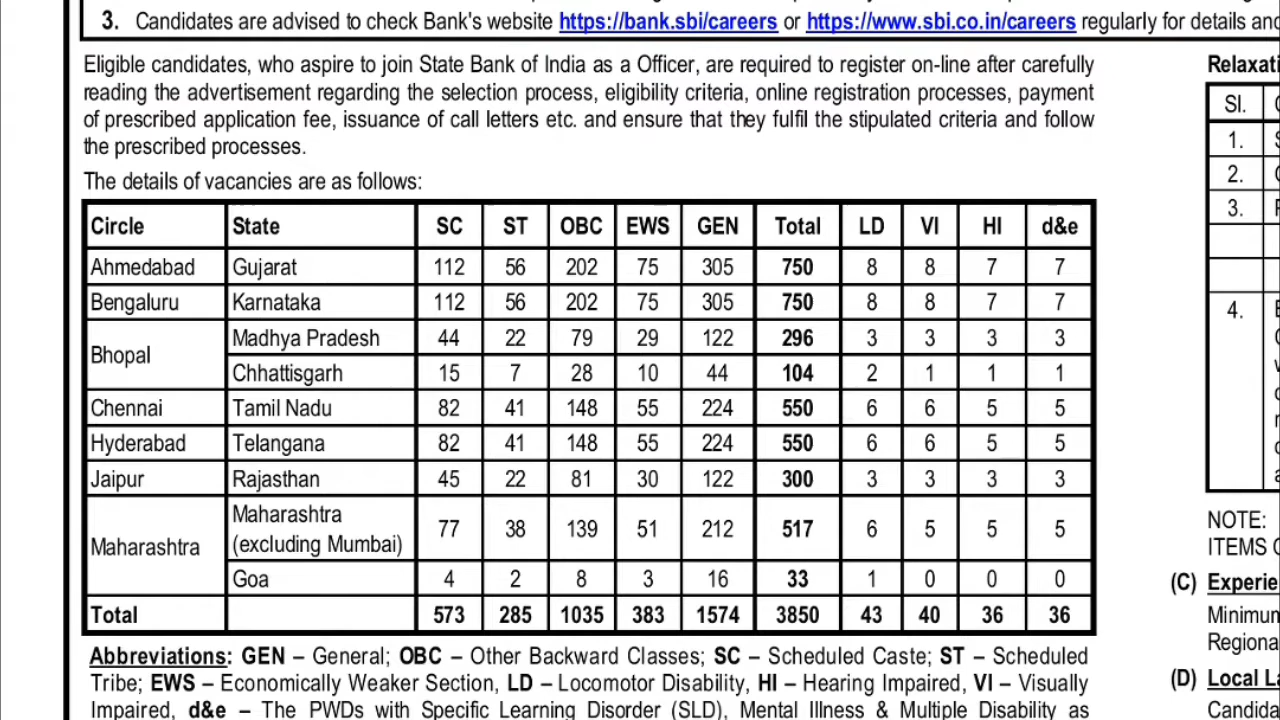 3. Candidates are advised to check Bank's website https://bank.sbi/careers or https://www.sbi.co.in/careers regularly for details and
Eligible candidates, who aspire to join State Bank of India as a Officer, are required to register on-line after carefully
reading the advertisement regarding the selection process, eligibility criteria, online registration processes, payment
of prescribed application fee, issuance of call letters etc. and ensure that they fulfil the stipulated criteria and follow
the prescribed processes.
The details of vacancies are as follows:
Circle State SC ST OBC EWS GEN Total LD VI HI d&e
Ahmedabad Gujarat 112 56 202 75 305 750 8 8 7 7
Bengaluru Karnataka 112 56 202 75 305 750 8 8 7 7
Bhopal Madhya Pradesh 44 22 79 29 122 296 3 3 3 3
Chhattisgarh 15 7 28 10 44 104 2 1 1 1
Chennai Tamil Nadu 82 41 148 55 224 550 6 6 5 5
Hyderabad Telangana 82 41 148 55 224 550 6 6 5 5
Jaipur Rajasthan 45 22 81 30 122 300 3 3 3 3
Maharashtra Maharashtra
(excluding Mumbai) 77 38 139 51 212 517 6 5 5 5
Goa 4 2 8 3 16 33 1 0 0 0
Total 573 285 1035 383 1574 3850 43 40 36 36
Abbreviations: GEN – General; OBC – Other Backward Classes; SC – Scheduled Caste; ST – Scheduled
Tribe; EWS – Economically Weaker Section, LD – Locomotor Disability, HI – Hearing Impaired, VI – Visually
Impaired, d&e – The PWDs with Specific Learning Disorder (SLD), Mental Illness & Multiple Disability as
Sl.
1.
2.
3.
4.
NOTE:
ITEMS
(C)
Regiona
(D) Local